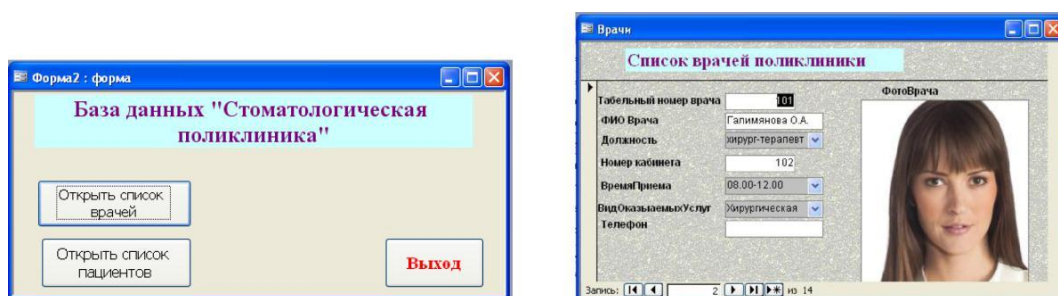 Форма2 : форма
База данных "Стоматологическая
поликлиника"
Открыть список
врачей
Открыть список
пациентов
Выход
Врачи
Список врачей поликлиники
ФотоВрача
Табельный номер врача 101
ФИО Врача Галимянова О.А.
Должность хирург-терапевт
Номер кабинета 102
ВремяПриема 08.00-12.00
ВидОказыаемыхУслуг Хирургическая
Телефон
Запись: 2 из 14